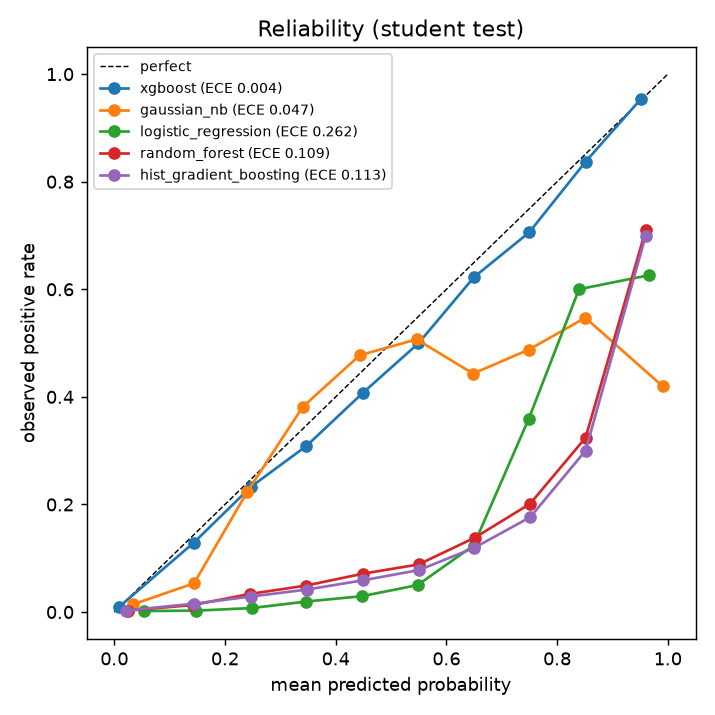 Reliability (student test)
perfect
xgboost (ECE 0.004)
gaussian_nb (ECE 0.047)
logistic_regression (ECE 0.262)
random_forest (ECE 0.109)
hist_gradient_boosting (ECE 0.113)
observed positive rate
1.0
0.8
0.6
0.4
0.2
0.0
0.0 0.2 0.4 0.6 0.8 1.0
mean predicted probability